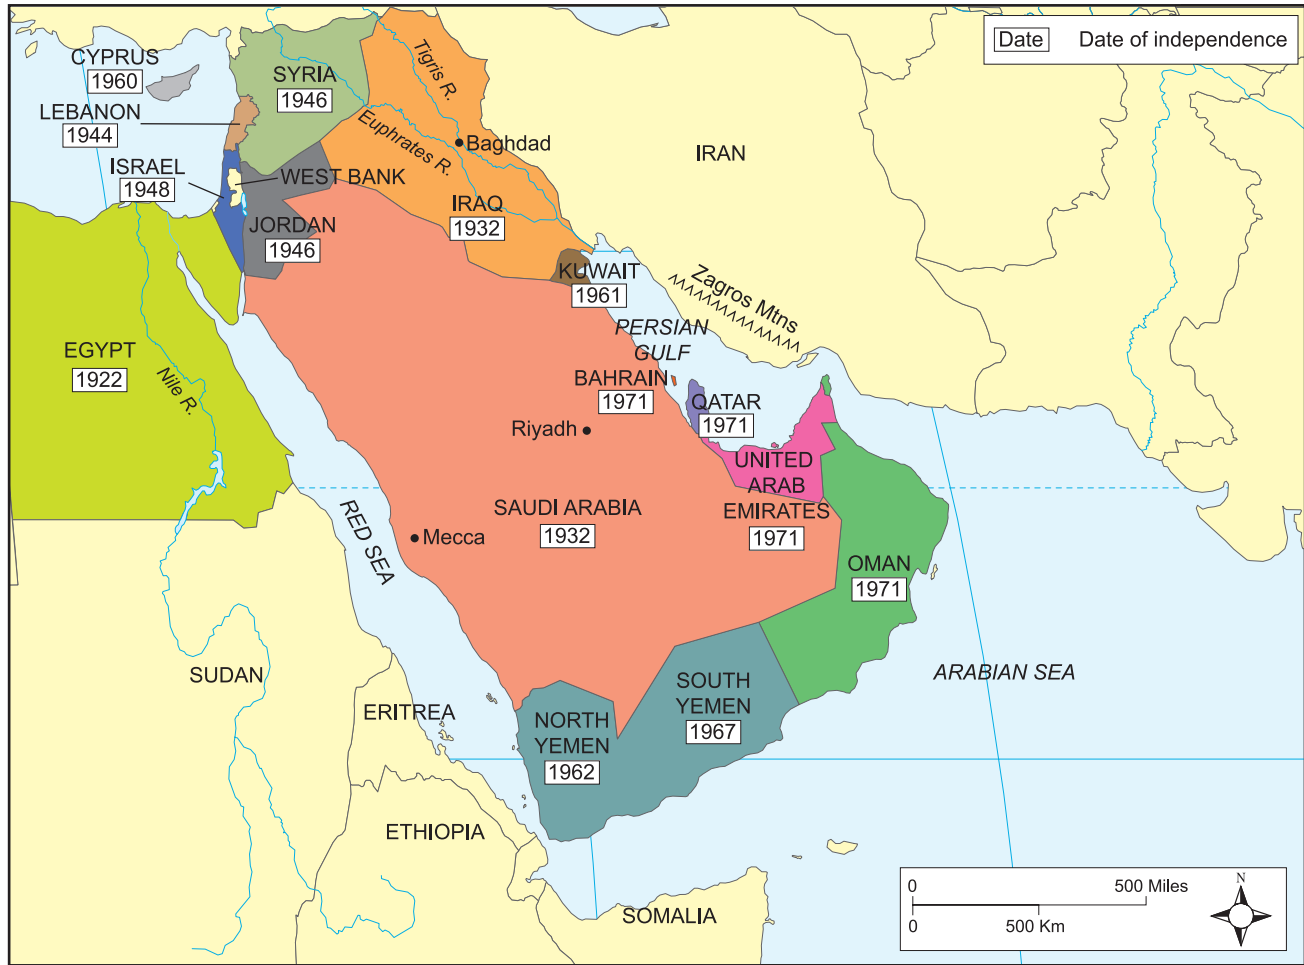 Date Date of independence
CYPRUS
1960
SYRIA
1946
Tigris R.
LEBANON
1944
Euphrates R.
Baghdad
IRAN
ISRAEL
1948
WEST BANK
IRAQ
1932
JORDAN
1946
KUWAIT
1961
Zagros Mtns
PERSIAN
GULF
EGYPT
1922
Nile R.
BAHRAIN
1971
QATAR
1971
Riyadh
UNITED
ARAB
EMIRATES
1971
RED SEA
SAUDI ARABIA
1932
Mecca
OMAN
1971
SUDAN
ARABIAN SEA
SOUTH
YEMEN
1967
ERITREA
NORTH
YEMEN
1962
ETHIOPIA
SOMALIA
0 500 Miles
0 500 Km
N